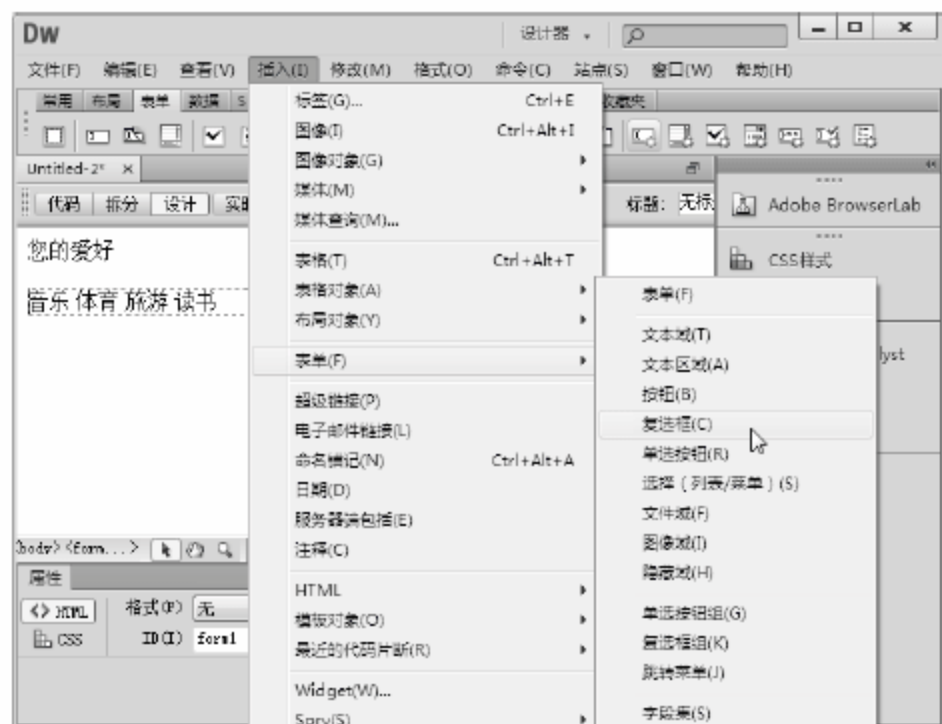 Dw
设计器
文件(F) 编辑(E) 查看(V) 插入(I) 修改(M) 格式(O) 命令(C) 站点(S) 窗口(W) 帮助(H)
常用 布局 表单 数据 S
收藏夹
Untitled-2* ×
代码 拆分 设计 实时
标题: 无标
Adobe BrowserLab
CSS样式
lyst
您的爱好
音乐 体育 旅游 读书
标签(G)... Ctrl+E
图像(I) Ctrl+Alt+I
图像对象(G)
媒体(M)
媒体查询(M)...
表格(T) Ctrl+Alt+T
表格对象(A)
布局对象(Y)
表单(F)
超级链接(P)
电子邮件链接(L)
命名锚记(N) Ctrl+Alt+A
日期(D)
服务器端包括(E)
注释(C)
HTML
模板对象(O)
最近的代码片断(R)
Widget(W)...
Spry(S)
表单(F)
文本域(T)
文本区域(A)
按钮(B)
复选框(C)
单选按钮(R)
选择(列表/菜单)(S)
文件域(F)
图像域(I)
隐藏域(H)
单选按钮组(G)
复选框组(K)
跳转菜单(J)
字段集(S)
<body> <form...>
属性
<> HTML 格式(F) 无
CSS ID(I) form1